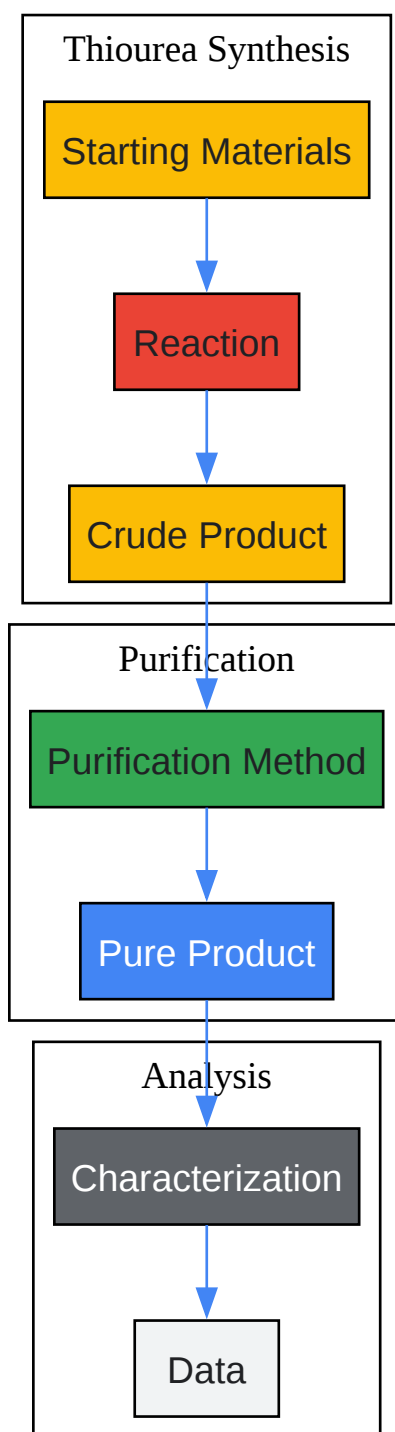 Thiourea Synthesis
Starting Materials
Reaction
Crude Product
Purification
Purification Method
Pure Product
Analysis
Characterization
Data